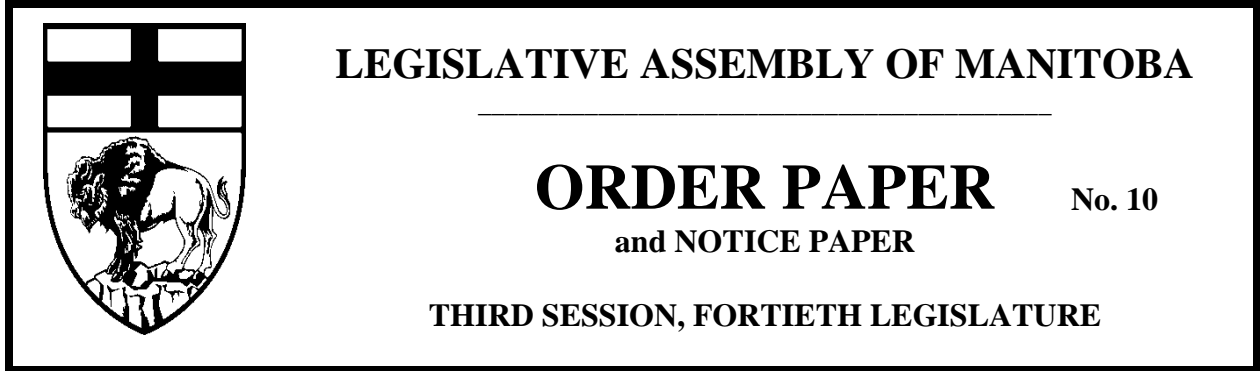 LEGISLATIVE ASSEMBLY OF MANITOBA
ORDER PAPER No. 10
and NOTICE PAPER
THIRD SESSION, FORTIETH LEGISLATURE